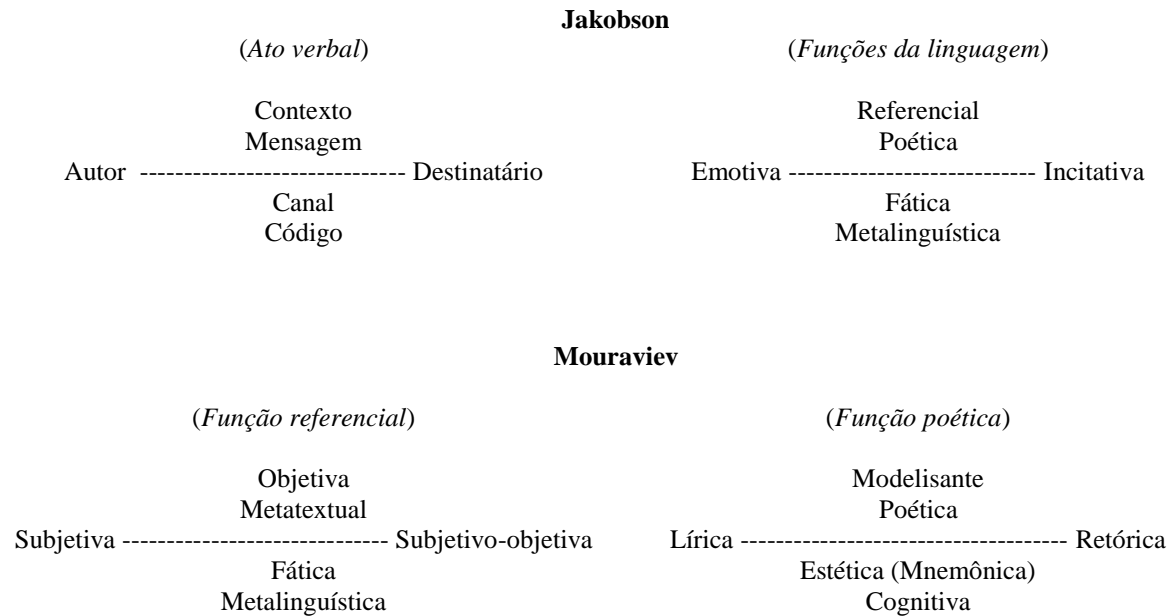 Jakobson
(Ato verbal) (Funções da linguagem)
Contexto Referencial
Mensagem Poética
Autor ------------------------------ Destinatário Emotiva ---------------------------- Incitativa
Canal Fática
Código Metalinguística
Mouraviev
(Função referencial) (Função poética)
Objetiva Modelisante
Metatextual Poética
Subjetiva ------------------------------ Subjetivo-objetiva Lírica ------------------------------------- Retórica
Fática Estética (Mnemônica)
Metalinguística Cognitiva